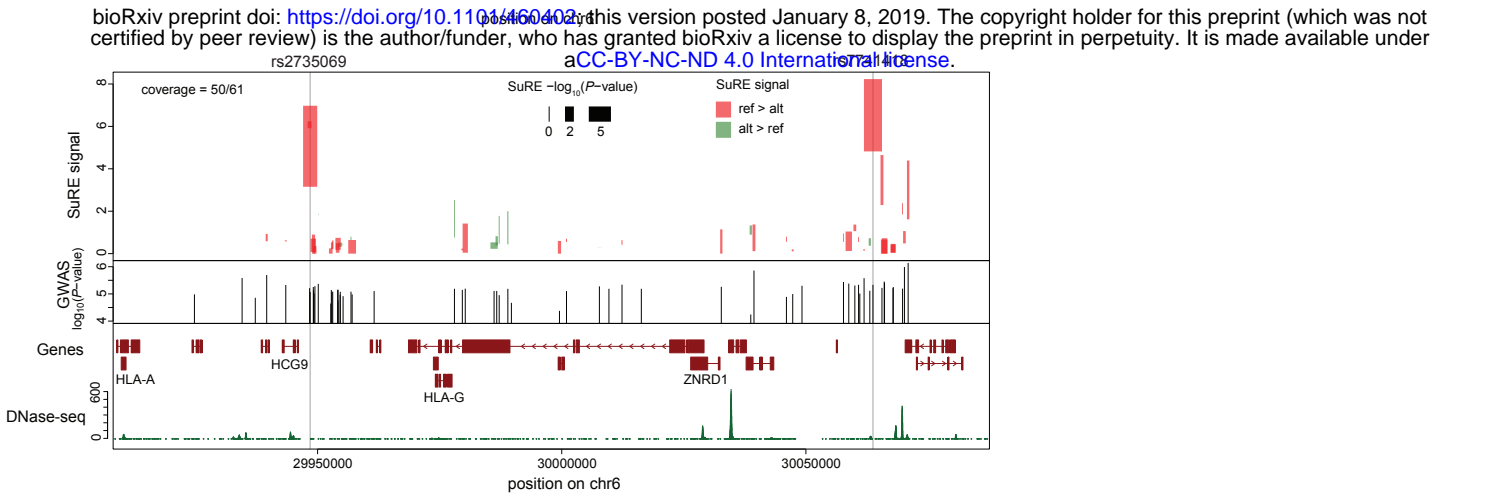 bioRxiv preprint doi: https://doi.org/10.1101/460402; this version posted January 8, 2019. The copyright holder for this preprint (which was not
certified by peer review) is the author/funder, who has granted bioRxiv a license to display the preprint in perpetuity. It is made available under
aCC-BY-NC-ND 4.0 International license.
position on chr6
rs2735069
coverage = 50/61
SuRE −log10(P−value)
0 2 5
SuRE signal
ref > alt
alt > ref
SuRE signal
8
6
4
2
0
GWAS
log10(P−value)
6
5
4
Genes
HLA-A
HCG9
HLA-G
ZNRD1
DNase-seq
600
0
29950000 30000000 30050000
position on chr6